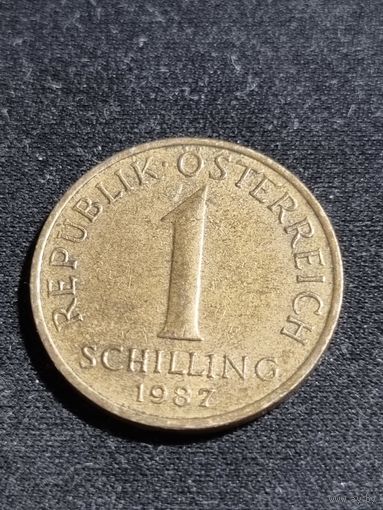 REPUBLIK · ÖSTERREICH
1
SCHILLING
1987